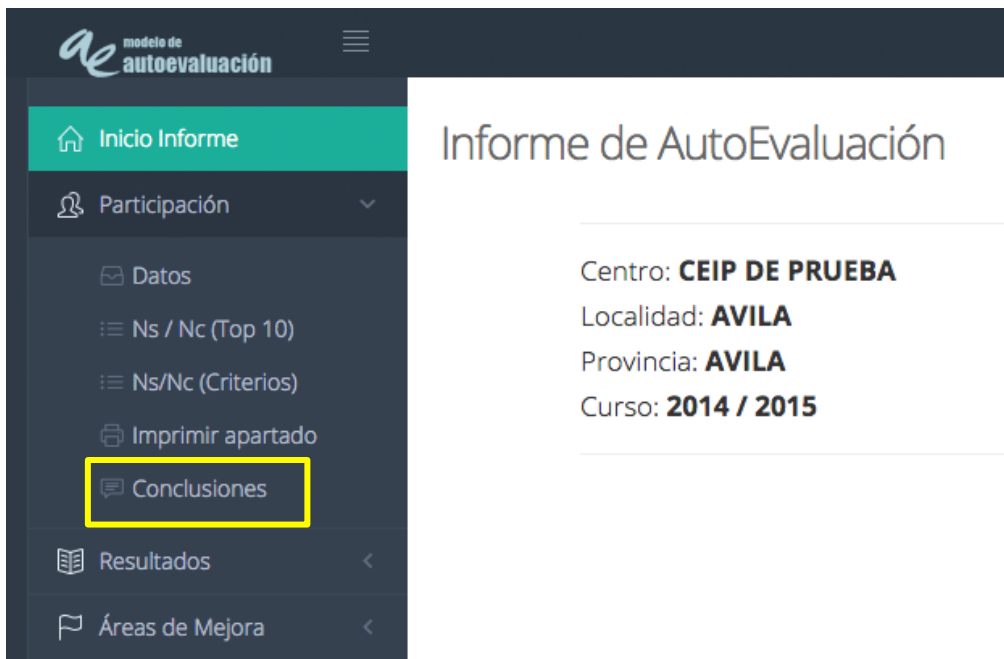 ae modelo de
autoevaluación
Inicio Informe
Participación
Datos
Ns / Nc (Top 10)
Ns/Nc (Criterios)
Imprimir apartado
Conclusiones
Resultados
Áreas de Mejora
Informe de AutoEvaluación
Centro: CEIP DE PRUEBA
Localidad: AVILA
Provincia: AVILA
Curso: 2014 / 2015